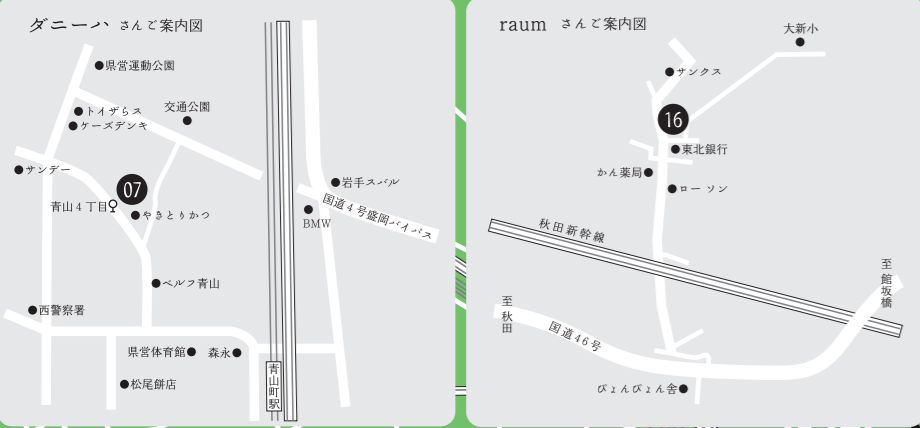 ダニーハ さんご案内図
県営運動公園
トイザらス
ケーズデンキ
交通公園
サンデー
07
青山4丁目
やきとりかつ
岩手スバル
国道4号盛岡バイパス
BMW
ベルフ青山
西警察署
県営体育館
森永
松尾餅店
青山町駅
raum さんご案内図
大新小
サンクス
16
東北銀行
かん薬局
ローソン
秋田新幹線
至館坂橋
至秋田
国道46号
ぴょんぴょん舎